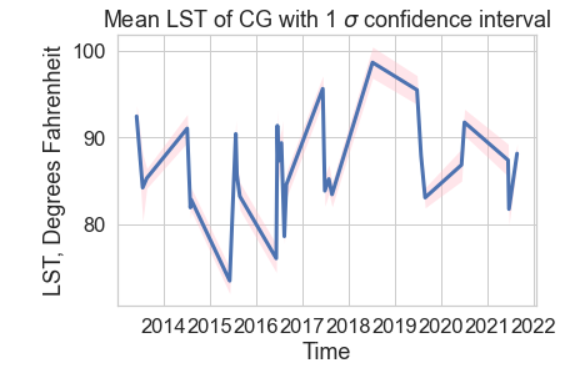 Mean LST of CG with 1 σ confidence interval
LST, Degrees Fahrenheit
100
90
80
2014 2015 2016 2017 2018 2019 2020 2021 2022
Time